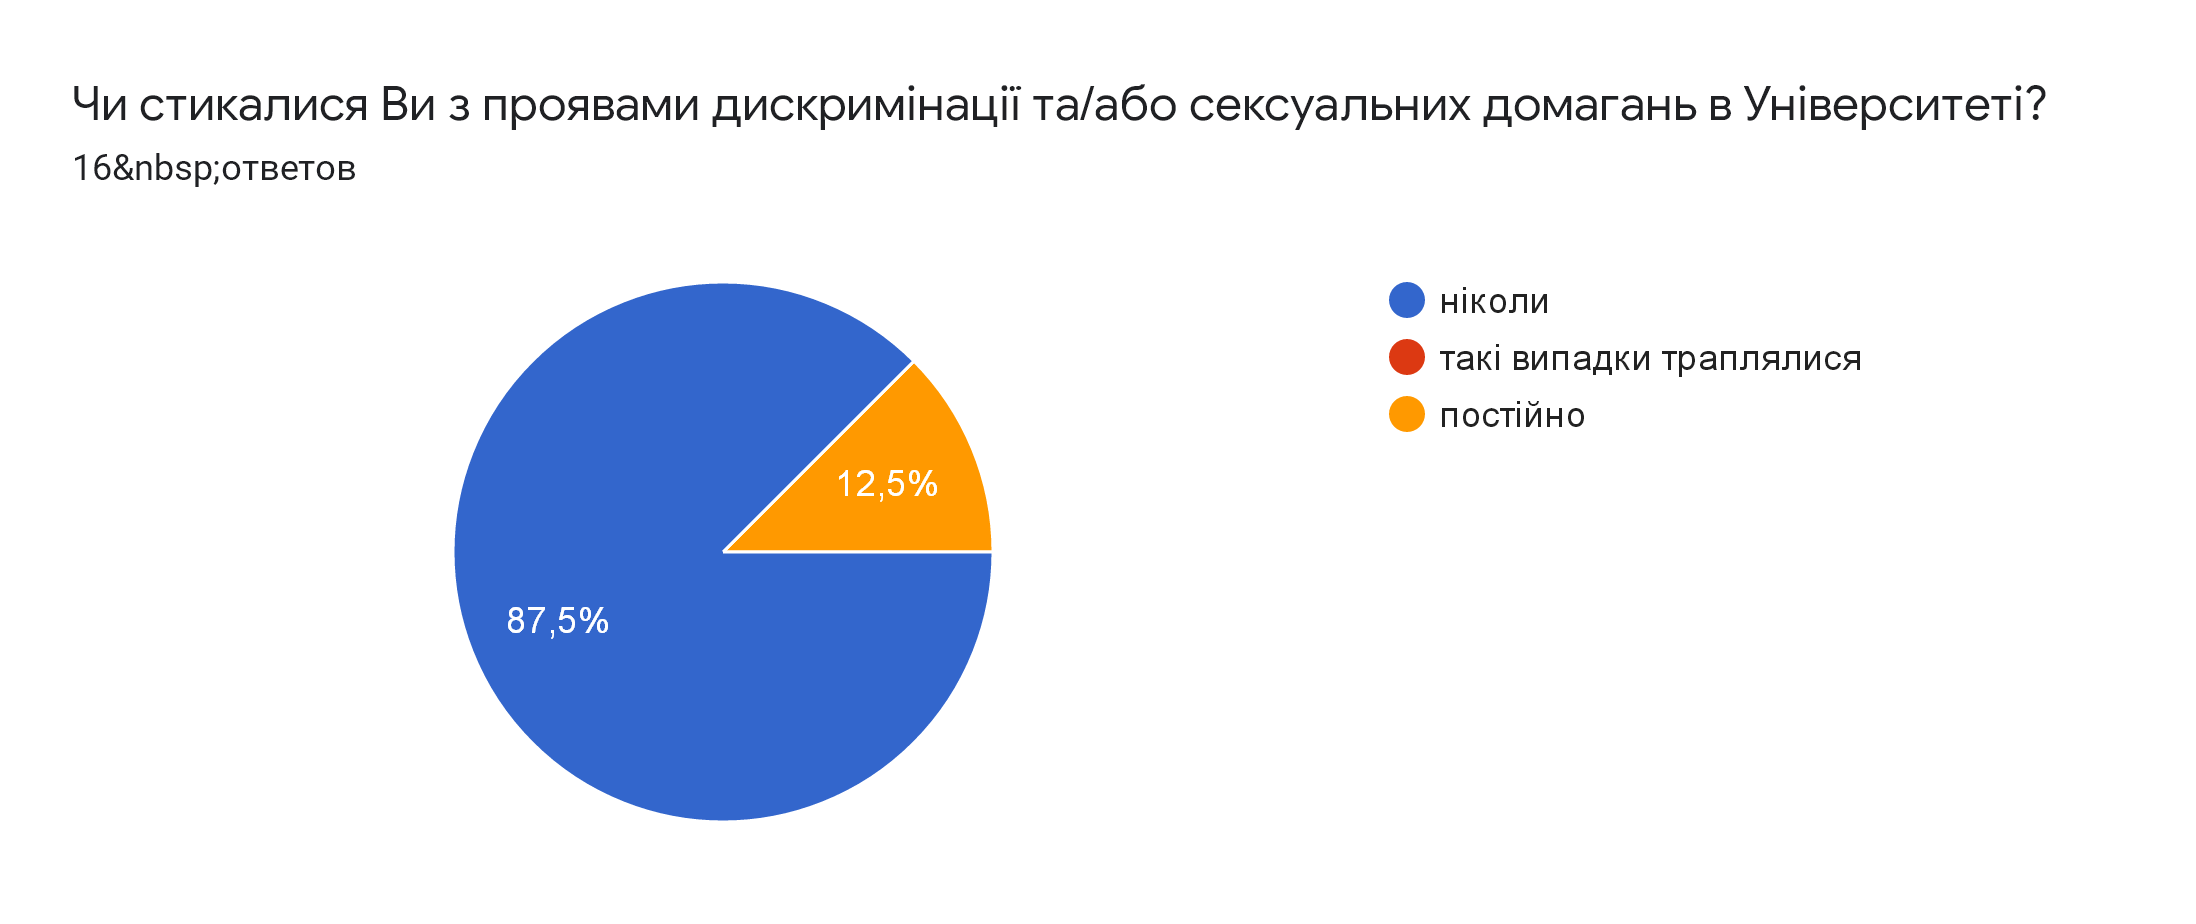 Чи стикалися Ви з проявами дискримінації та/або сексуальних домагань в Університеті?
16&nbsp;ответов
ніколи
такі випадки траплялися
постійно
12,5%
87,5%